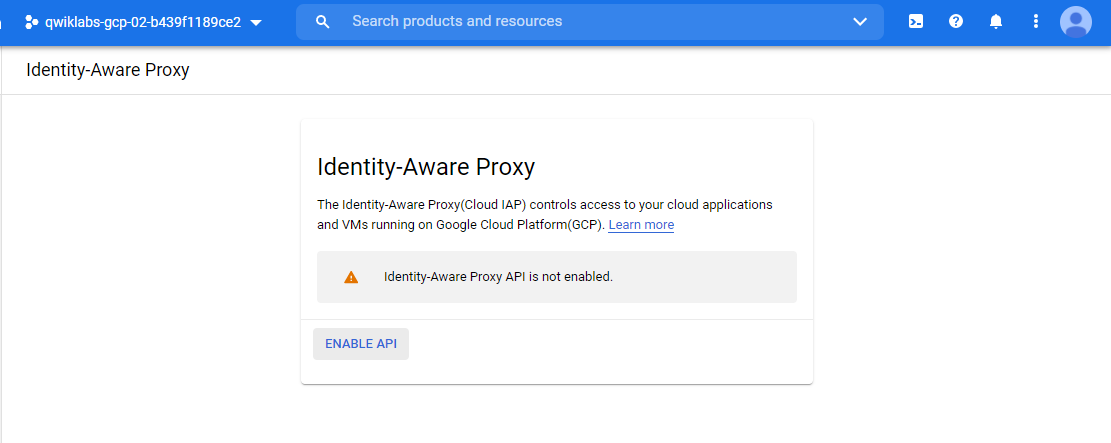 qwiklabs-gcp-02-b439f1189ce2
Search products and resources
Identity-Aware Proxy
Identity-Aware Proxy
The Identity-Aware Proxy(Cloud IAP) controls access to your cloud applications
and VMs running on Google Cloud Platform(GCP). Learn more
Identity-Aware Proxy API is not enabled.
ENABLE API